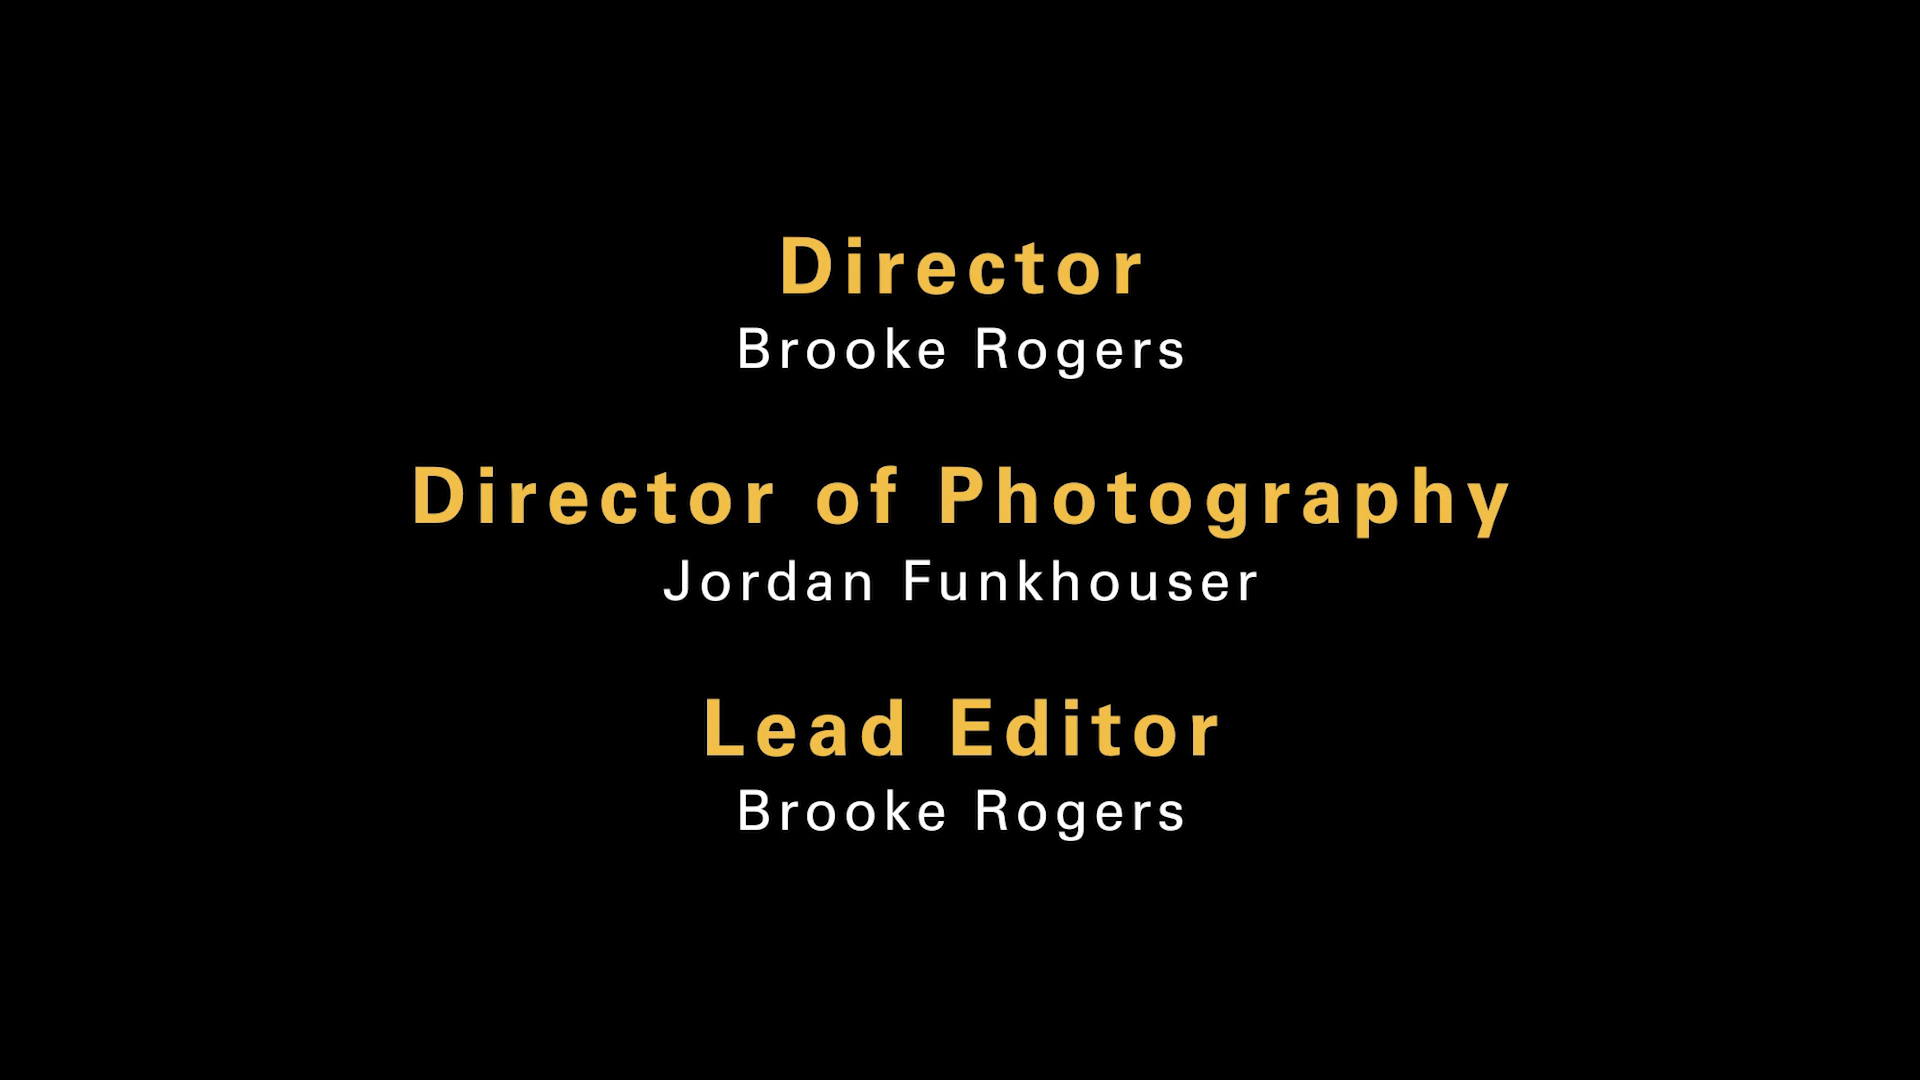 Director
Brooke Rogers
Director of Photography
Jordan Funkhouser
Lead Editor
Brooke Rogers